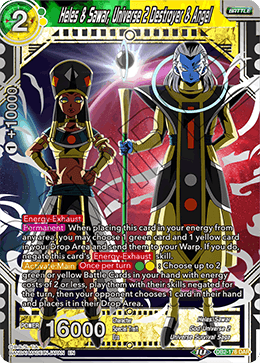 2
Heles & Sawar, Universe 2 Destroyer & Angel
BATTLE
1
+10000
Energy-Exhaust
Permanent When placing this card in your energy from
any area, you may choose 1 green card and 1 yellow card
in your Drop Area and send them to your Warp. If you do,
negate this card's Energy-Exhaust skill.
Activate Main Once per turn 1 : Choose up to 2
green or yellow Battle Cards in your hand with energy
costs of 2 or less, play them with their skills negated for
the turn, then your opponent chooses 1 card in their hand
and places it in their Drop Area.
POWER
16000
Character
Special Trait
Era
Heles/Sawar
God Universe 2
Universe Survival Saga